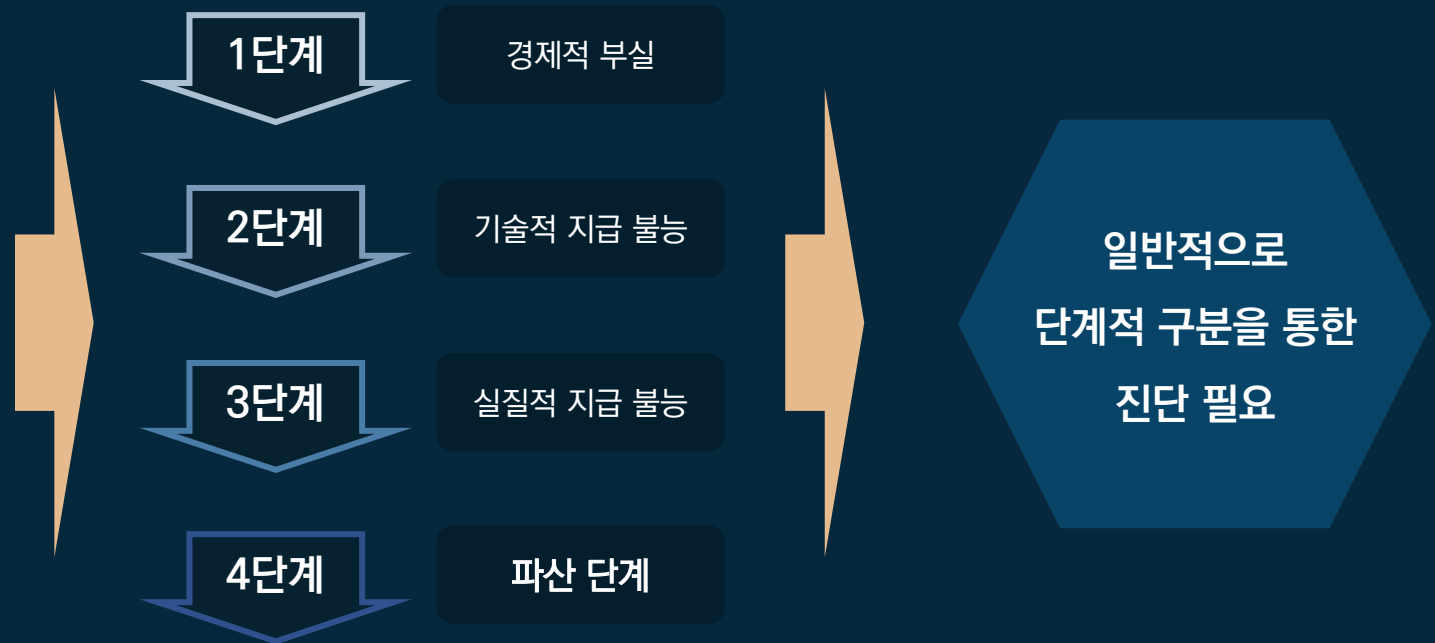 1단계
경제적 부실
2단계
기술적 지급 불능
3단계
실질적 지급 불능
4단계
파산 단계
일반적으로
단계적 구분을 통한
진단 필요